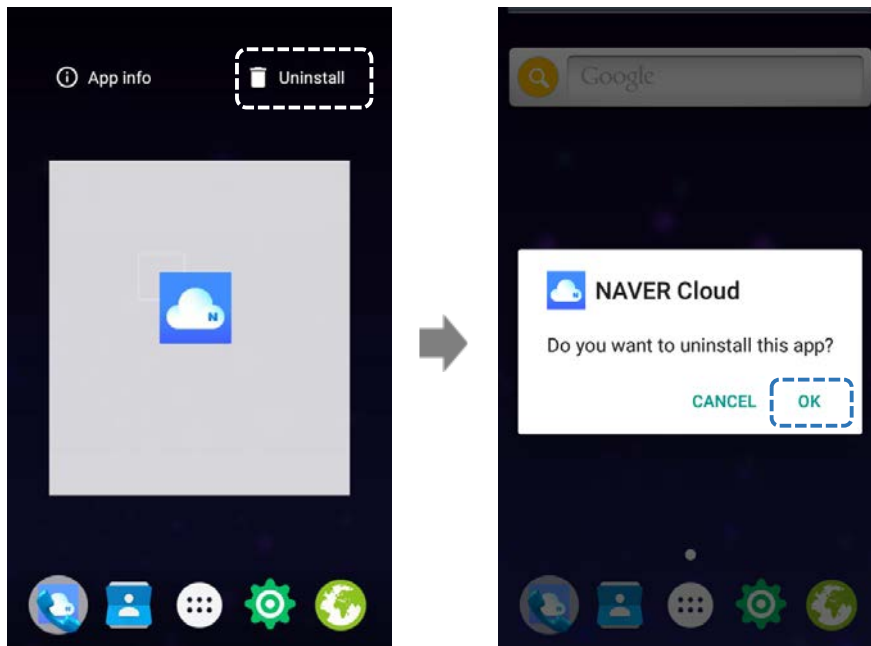 App info
Uninstall
N
Google
N
NAVER Cloud
Do you want to uninstall this app?
CANCEL
OK